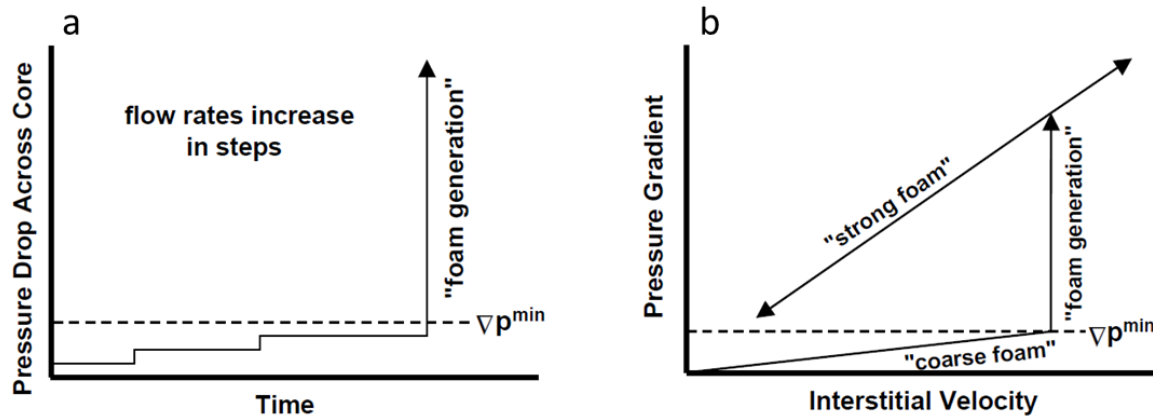 a
Pressure Drop Across Core
flow rates increase
in steps
"foam generation"
∇p^min
Time
b
Pressure Gradient
"strong foam"
"foam generation"
∇p^min
"coarse foam"
Interstitial Velocity